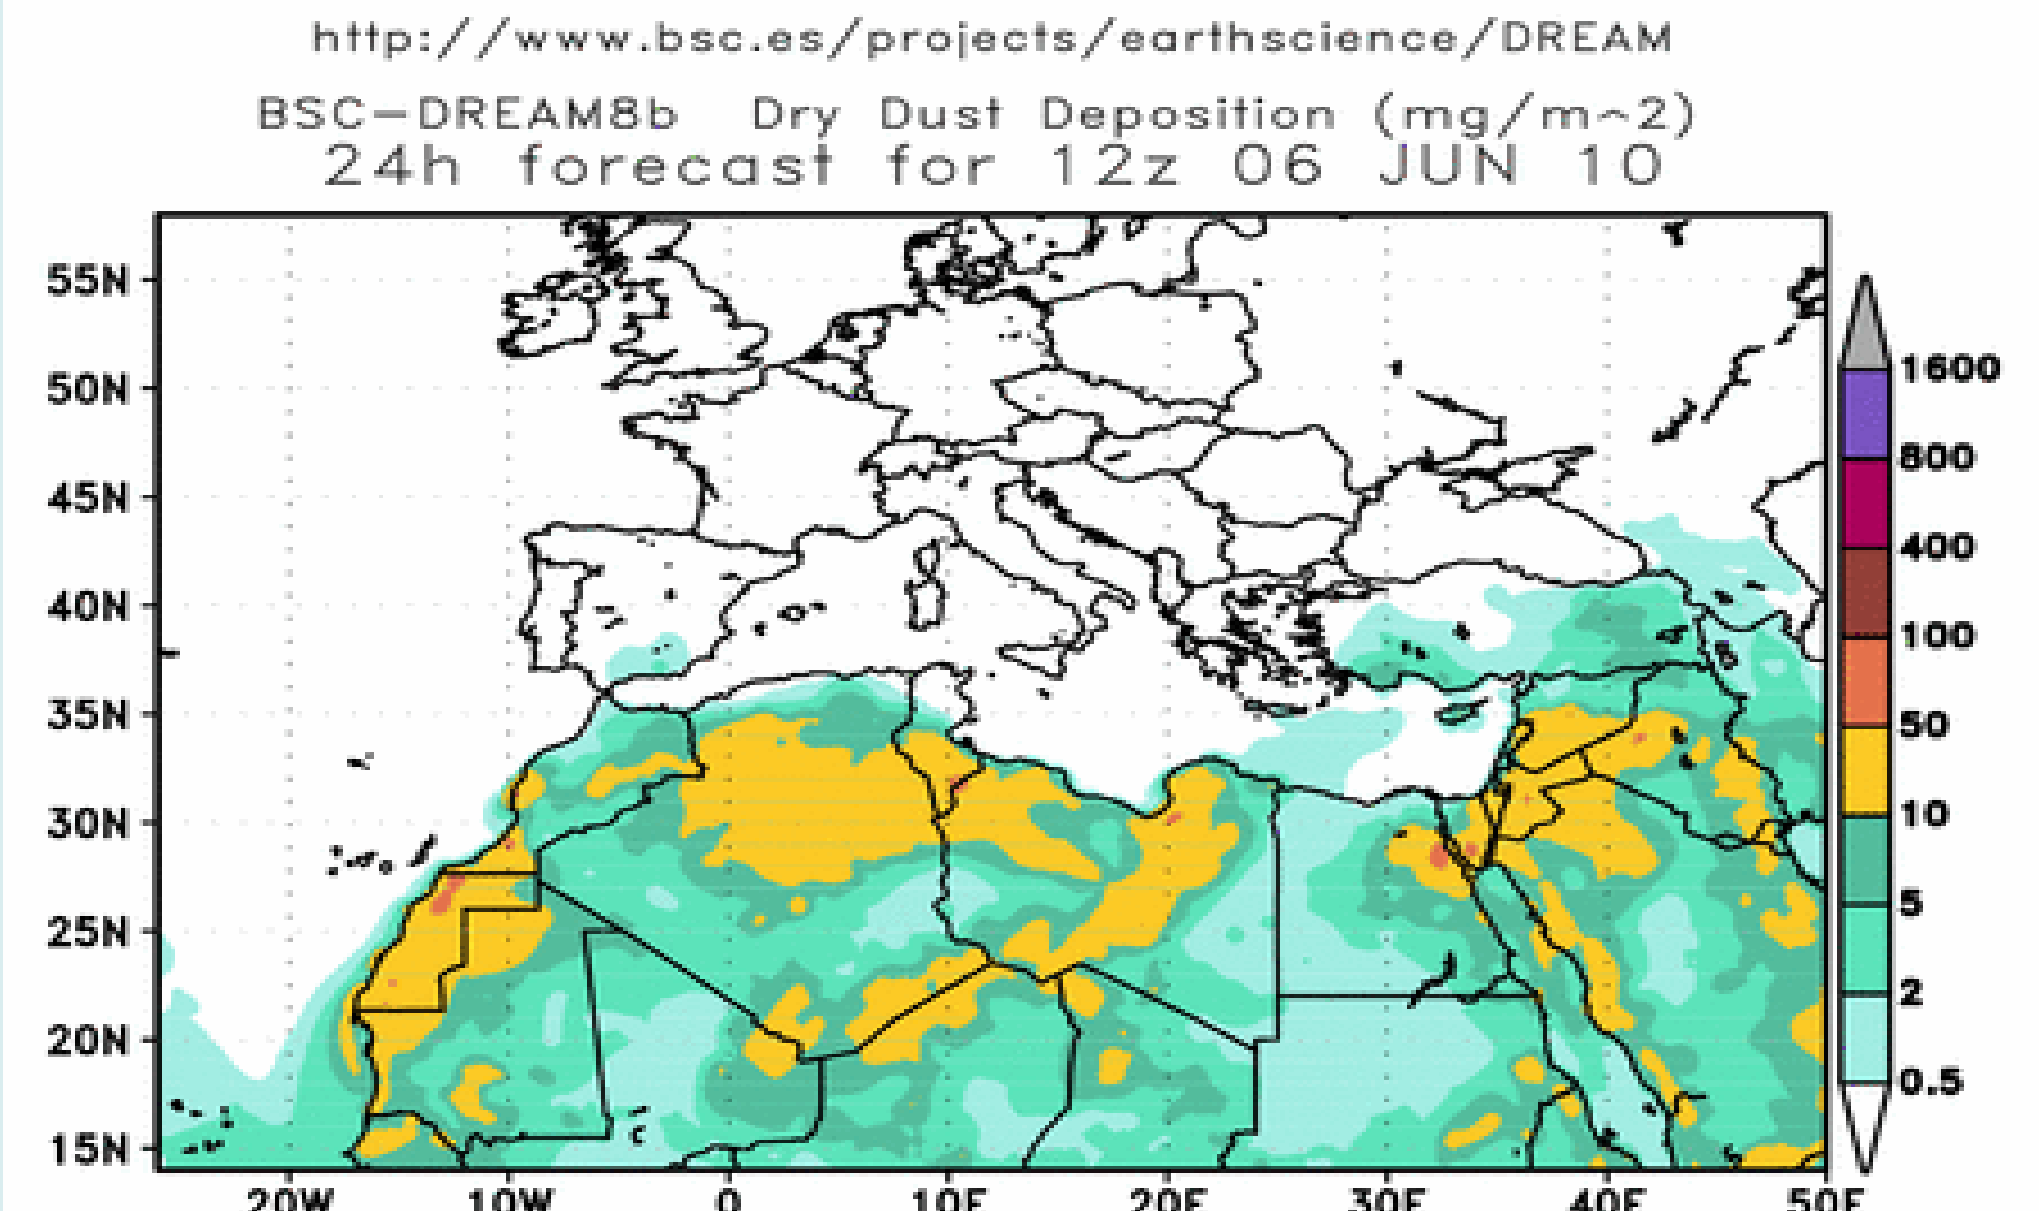 http://www.bsc.es/projects/earthscience/DREAM
BSC-DREAM8b Dry Dust Deposition (mg/m^2)
24h forecast for 12z 06 JUN 10
55N
50N
45N
40N
35N
30N
25N
20N
15N
20W 10W 0 10E 20E 30E 40E 50E
1600
800
400
100
50
10
5
2
0.5